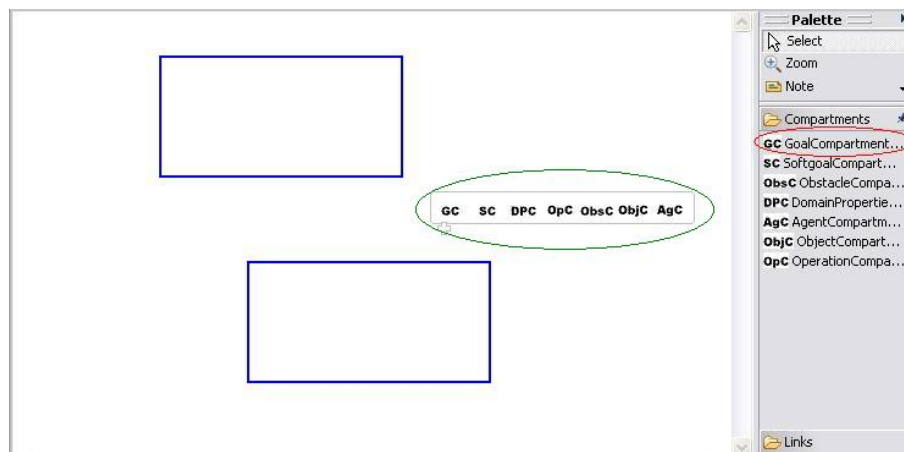 GC SC DPC OpC ObsC ObjC AgC
Palette
Select
Zoom
Note
Compartments
GC GoalCompartment...
SC SoftgoalCompart...
ObsC ObstacleCompa...
DPC DomainPropertie...
AgC AgentCompartm...
ObjC ObjectCompart...
OpC OperationCompa...
Links